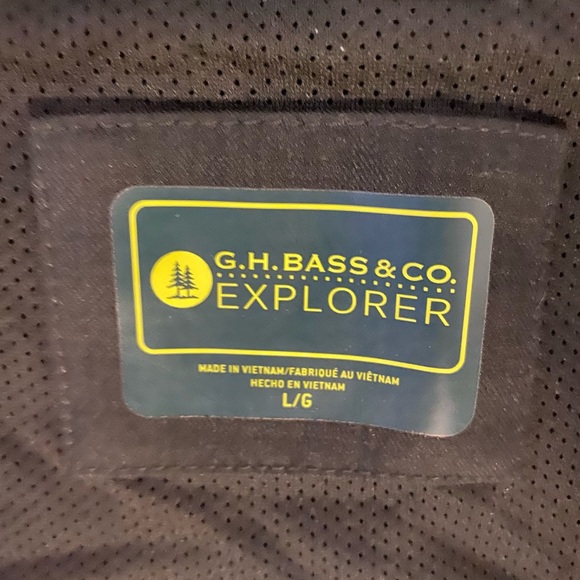 G.H.BASS & CO.
EXPLORER
MADE IN VIETNAM/FABRIQUÉ AU VIÊTNAM
HECHO EN VIETNAM
L/G